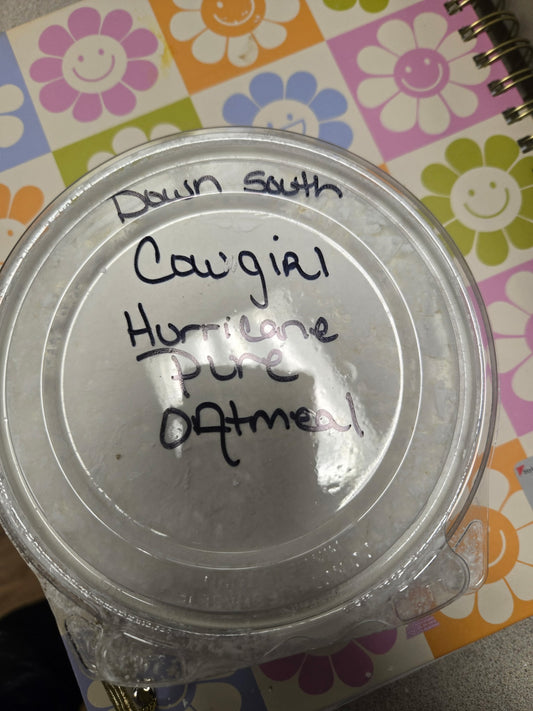 Down South
Cowgirl
Hurricane
Pure
Oatmeal